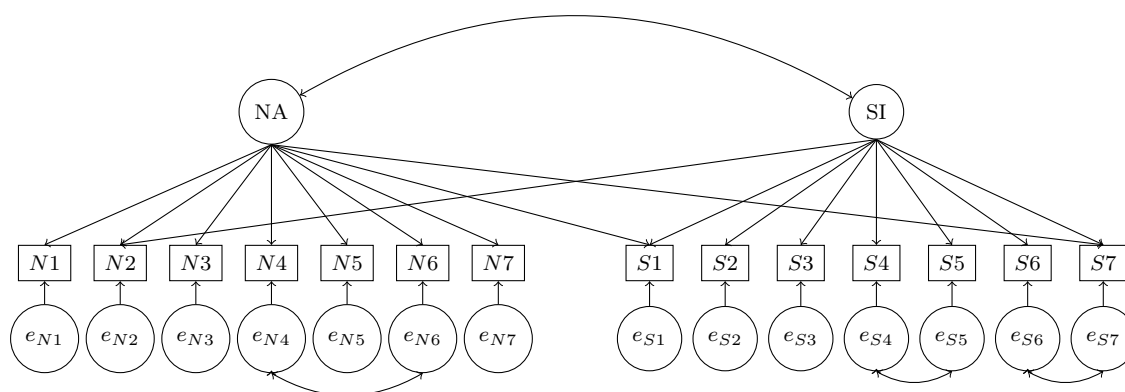 NA SI
N1 N2 N3 N4 N5 N6 N7 S1 S2 S3 S4 S5 S6 S7
eN1 eN2 eN3 eN4 eN5 eN6 eN7 eS1 eS2 eS3 eS4 eS5 eS6 eS7